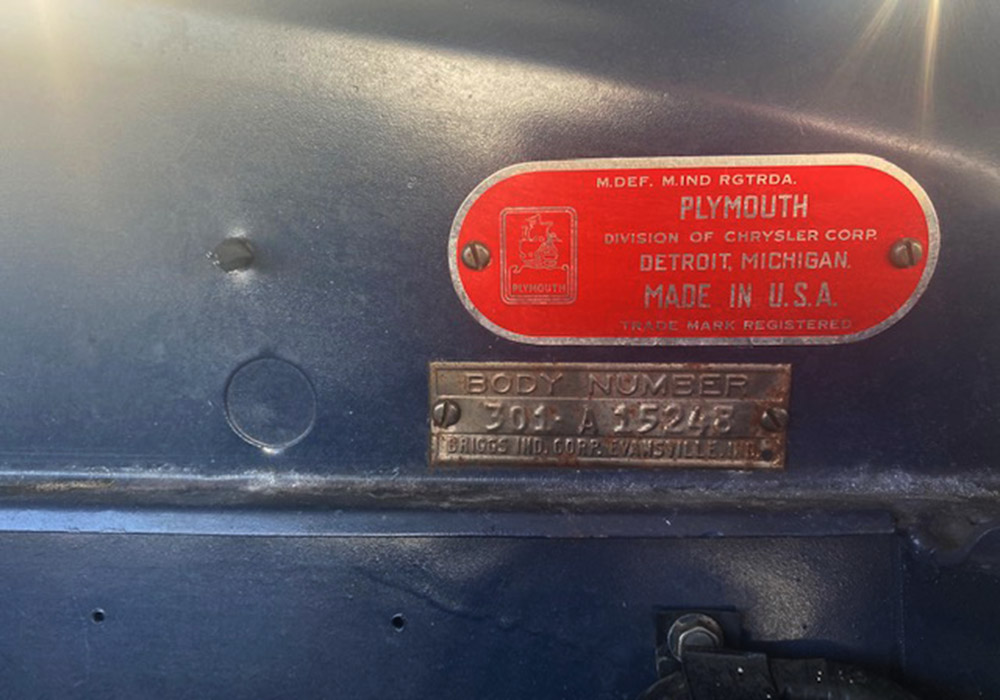 M.DEF. M.IND RGTRDA.
PLYMOUTH
DIVISION OF CHRYSLER CORP.
DETROIT, MICHIGAN.
MADE IN U.S.A.
TRADE MARK REGISTERED
PLYMOUTH
BODY NUMBER
301- A 15248
BRIGGS IND. CORP. EVANSVILLE, IND.